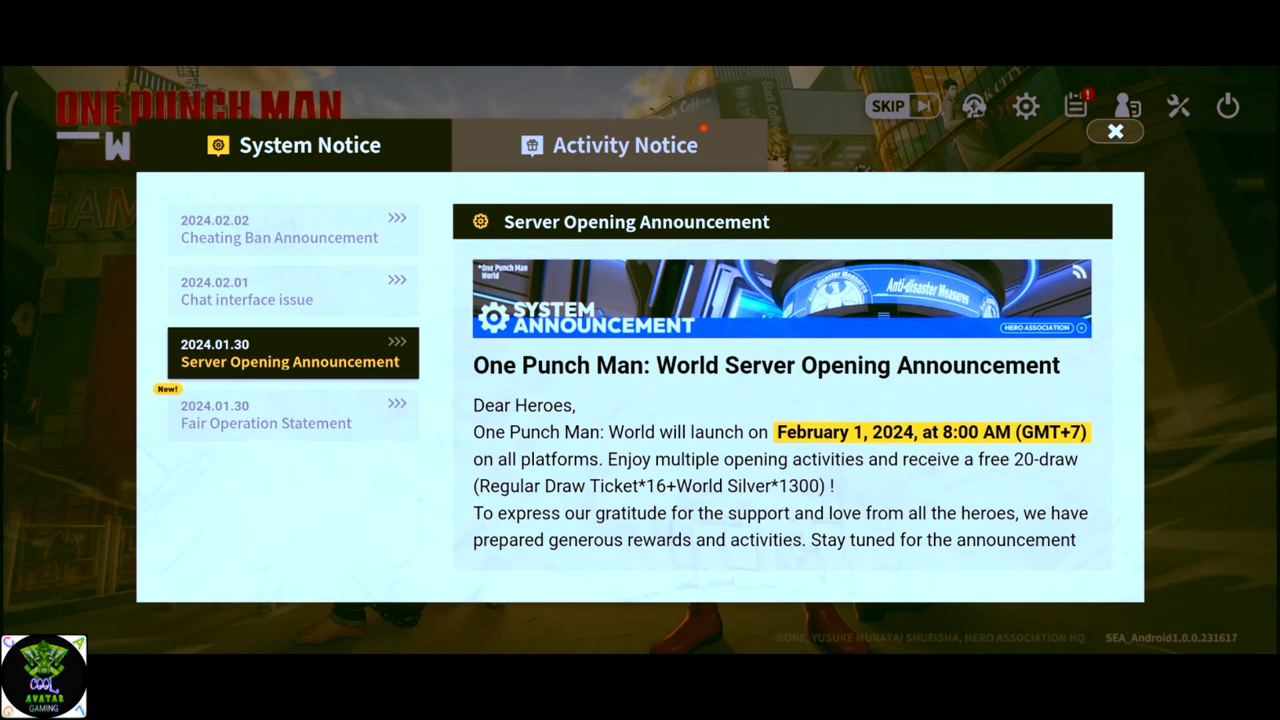 ONE PUNCH MAN
W
SKIP
System Notice
Activity Notice
2024.02.02
Cheating Ban Announcement
2024.02.01
Chat interface issue
2024.01.30
Server Opening Announcement
New!
2024.01.30
Fair Operation Statement
Server Opening Announcement
*One Punch Man
World
Anti-disaster Measures
SYSTEM
ANNOUNCEMENT
HERO ASSOCIATION
One Punch Man: World Server Opening Announcement
Dear Heroes,
One Punch Man: World will launch on February 1, 2024, at 8:00 AM (GMT+7)
on all platforms. Enjoy multiple opening activities and receive a free 20-draw
(Regular Draw Ticket*16+World Silver*1300) !
To express our gratitude for the support and love from all the heroes, we have
prepared generous rewards and activities. Stay tuned for the announcement
©ONE, YUSUKE MURATA/ SHUEISHA, HERO ASSOCIATION HQ
SEA_Android1.0.0.231617
COOL
AVATAR
GAMING